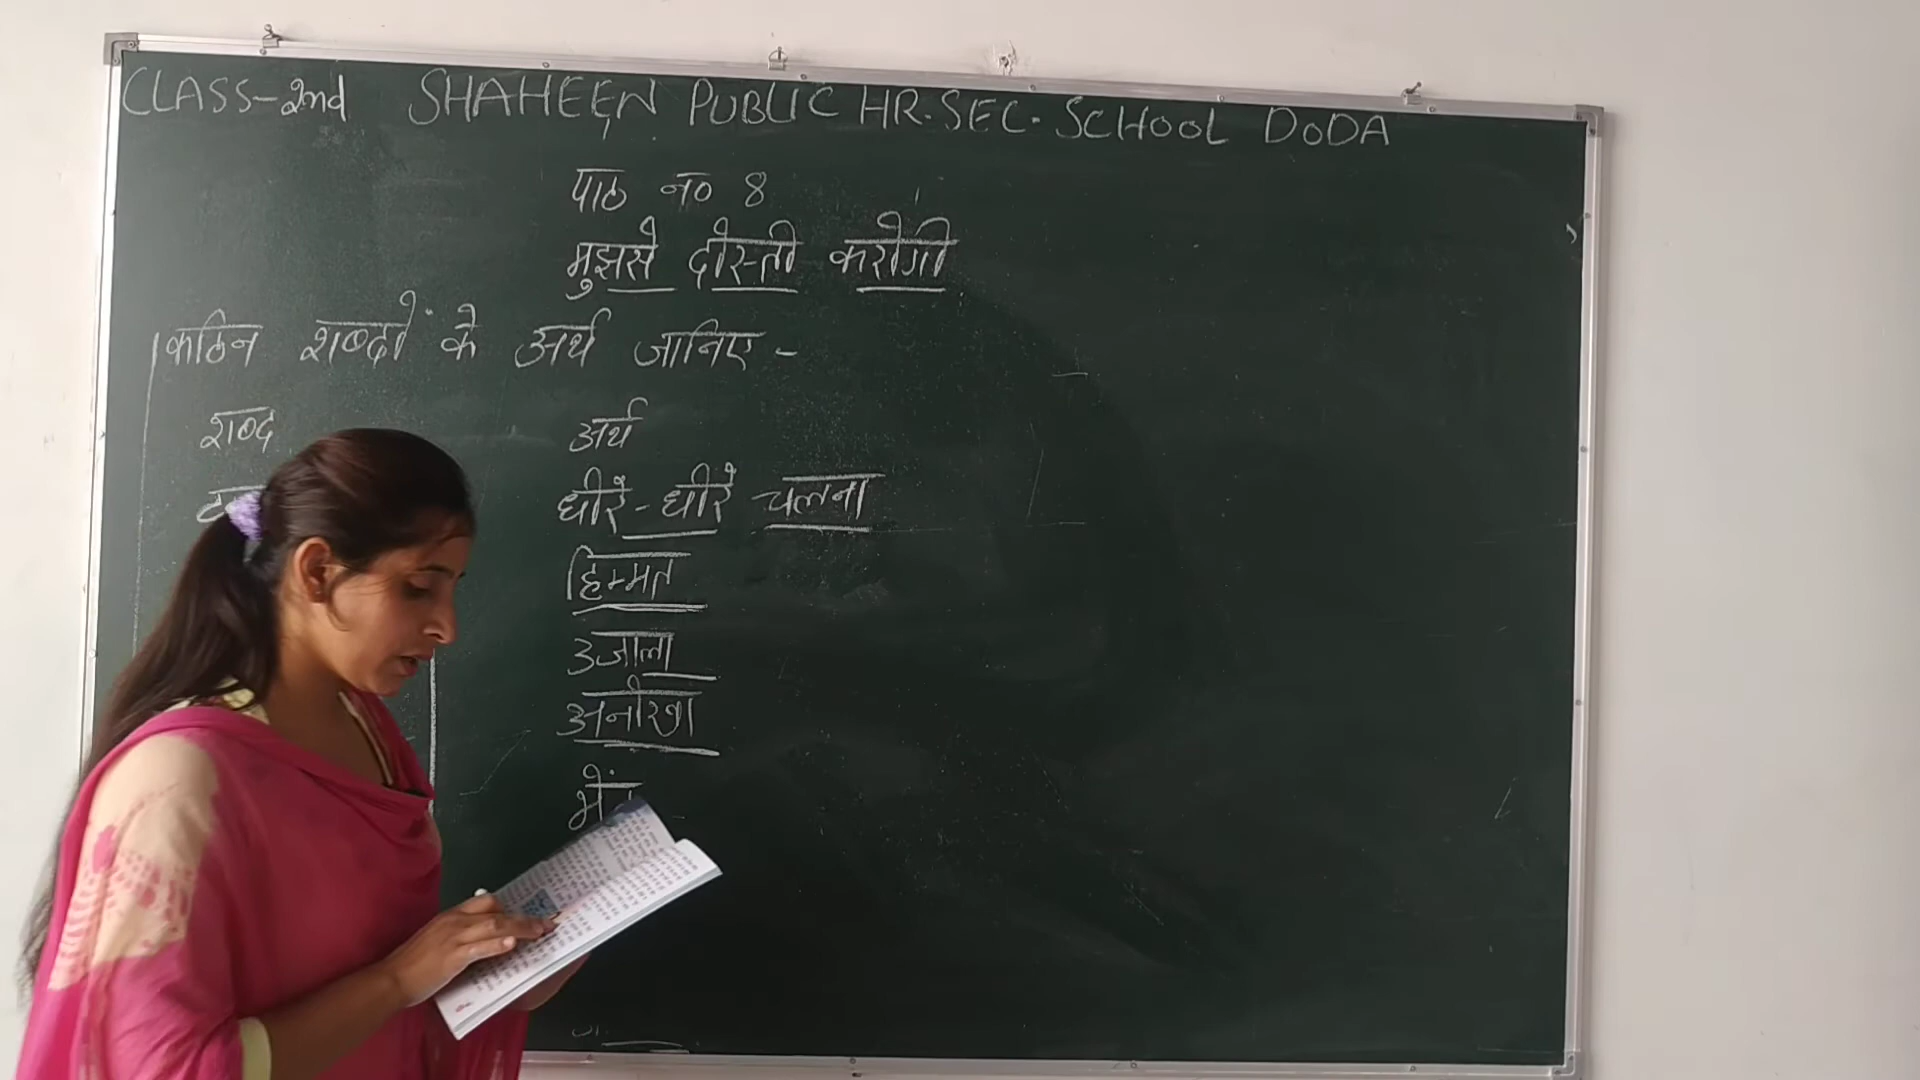 CLASS-2nd SHAHEEN PUBLIC HR.SEC. SCHOOL DODA
पाठ न० 8
मुझसे दोस्ती करोगी
कठिन शब्दों के अर्थ जानिए -
शब्द अर्थ
धीरे-धीरे चलना
हिम्मत
उजाला
अनोखा